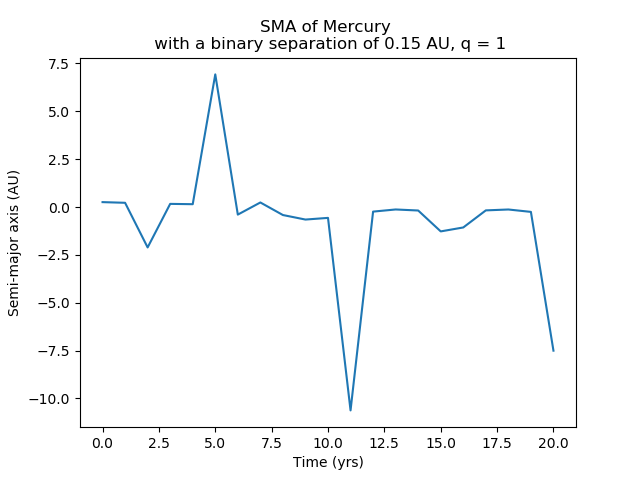 SMA of Mercury
with a binary separation of 0.15 AU, q = 1
7.5
5.0
2.5
0.0
−2.5
−5.0
−7.5
−10.0
Semi-major axis (AU)
0.0 2.5 5.0 7.5 10.0 12.5 15.0 17.5 20.0
Time (yrs)